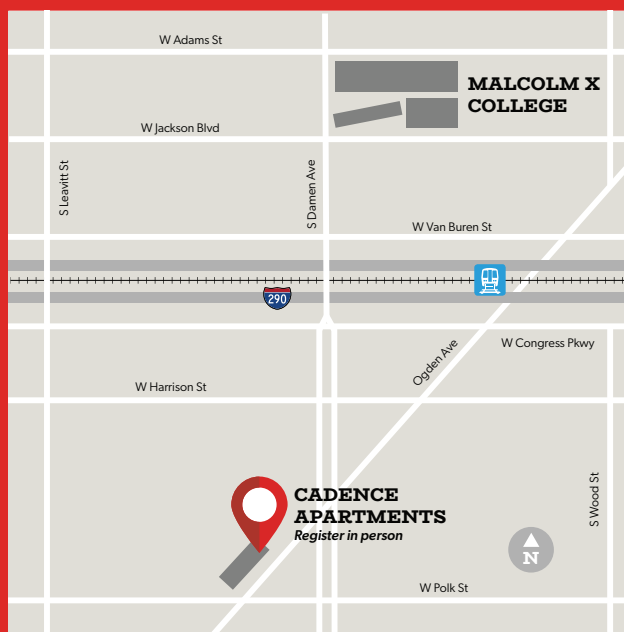 W Adams St
MALCOLM X
COLLEGE
W Jackson Blvd
S Leavitt St
S Damen Ave
W Van Buren St
290
W Congress Pkwy
Ogden Ave
W Harrison St
CADENCE
APARTMENTS
Register in person
S Wood St
N
W Polk St